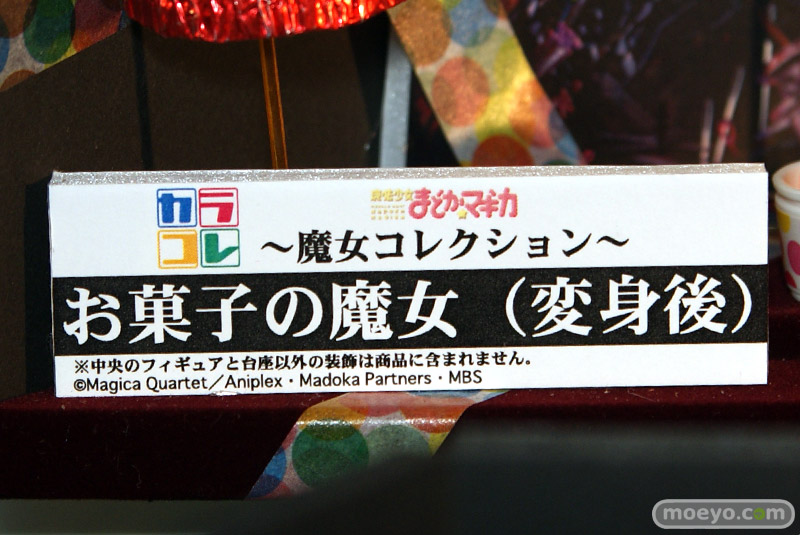 カラ
コレ
魔法少女
まどか☆マギカ
～魔女コレクション～
お菓子の魔女（変身後）
※中央のフィギュアと台座以外の装飾は商品に含まれません。
©Magica Quartet／Aniplex・Madoka Partners・MBS
moeyo.com